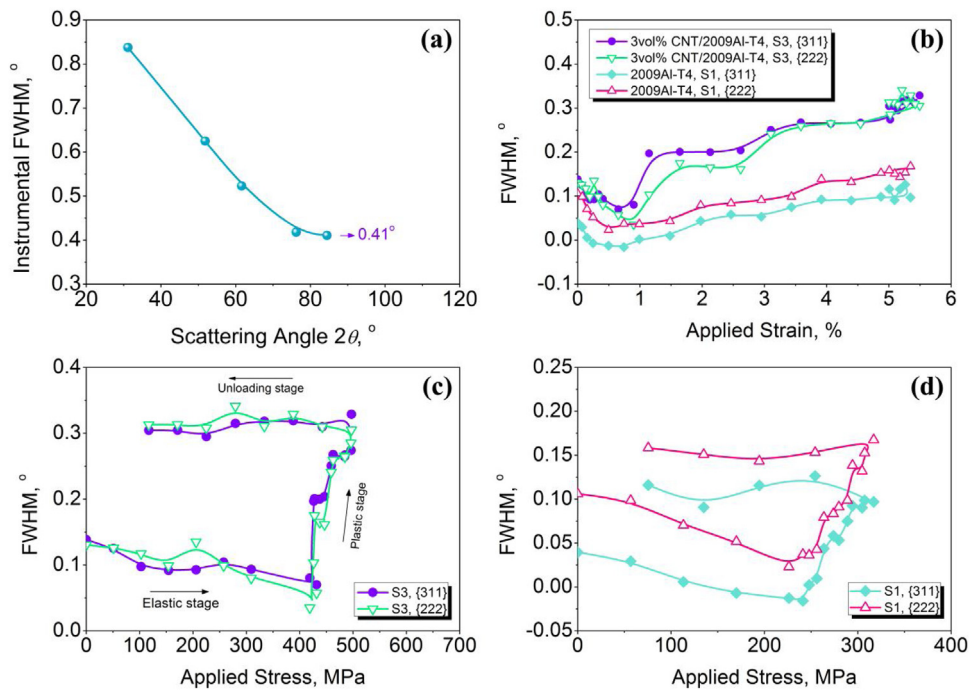 (a)
Instrumental FWHM, °
0.9
0.8
0.7
0.6
0.5
0.4
0.3
0.41°
20 40 60 80 100 120
Scattering Angle 2θ, °
(b)
FWHM, °
0.5
0.4
0.3
0.2
0.1
0.0
-0.1
3vol% CNT/2009Al-T4, S3, {311}
3vol% CNT/2009Al-T4, S3, {222}
2009Al-T4, S1, {311}
2009Al-T4, S1, {222}
0 1 2 3 4 5 6
Applied Strain, %
(c)
FWHM, °
0.4
0.3
0.2
0.1
0.0
Unloading stage
Plastic stage
Elastic stage
S3, {311}
S3, {222}
0 100 200 300 400 500 600 700
Applied Stress, MPa
(d)
FWHM, °
0.25
0.20
0.15
0.10
0.05
0.00
-0.05
S1, {311}
S1, {222}
0 100 200 300 400
Applied Stress, MPa